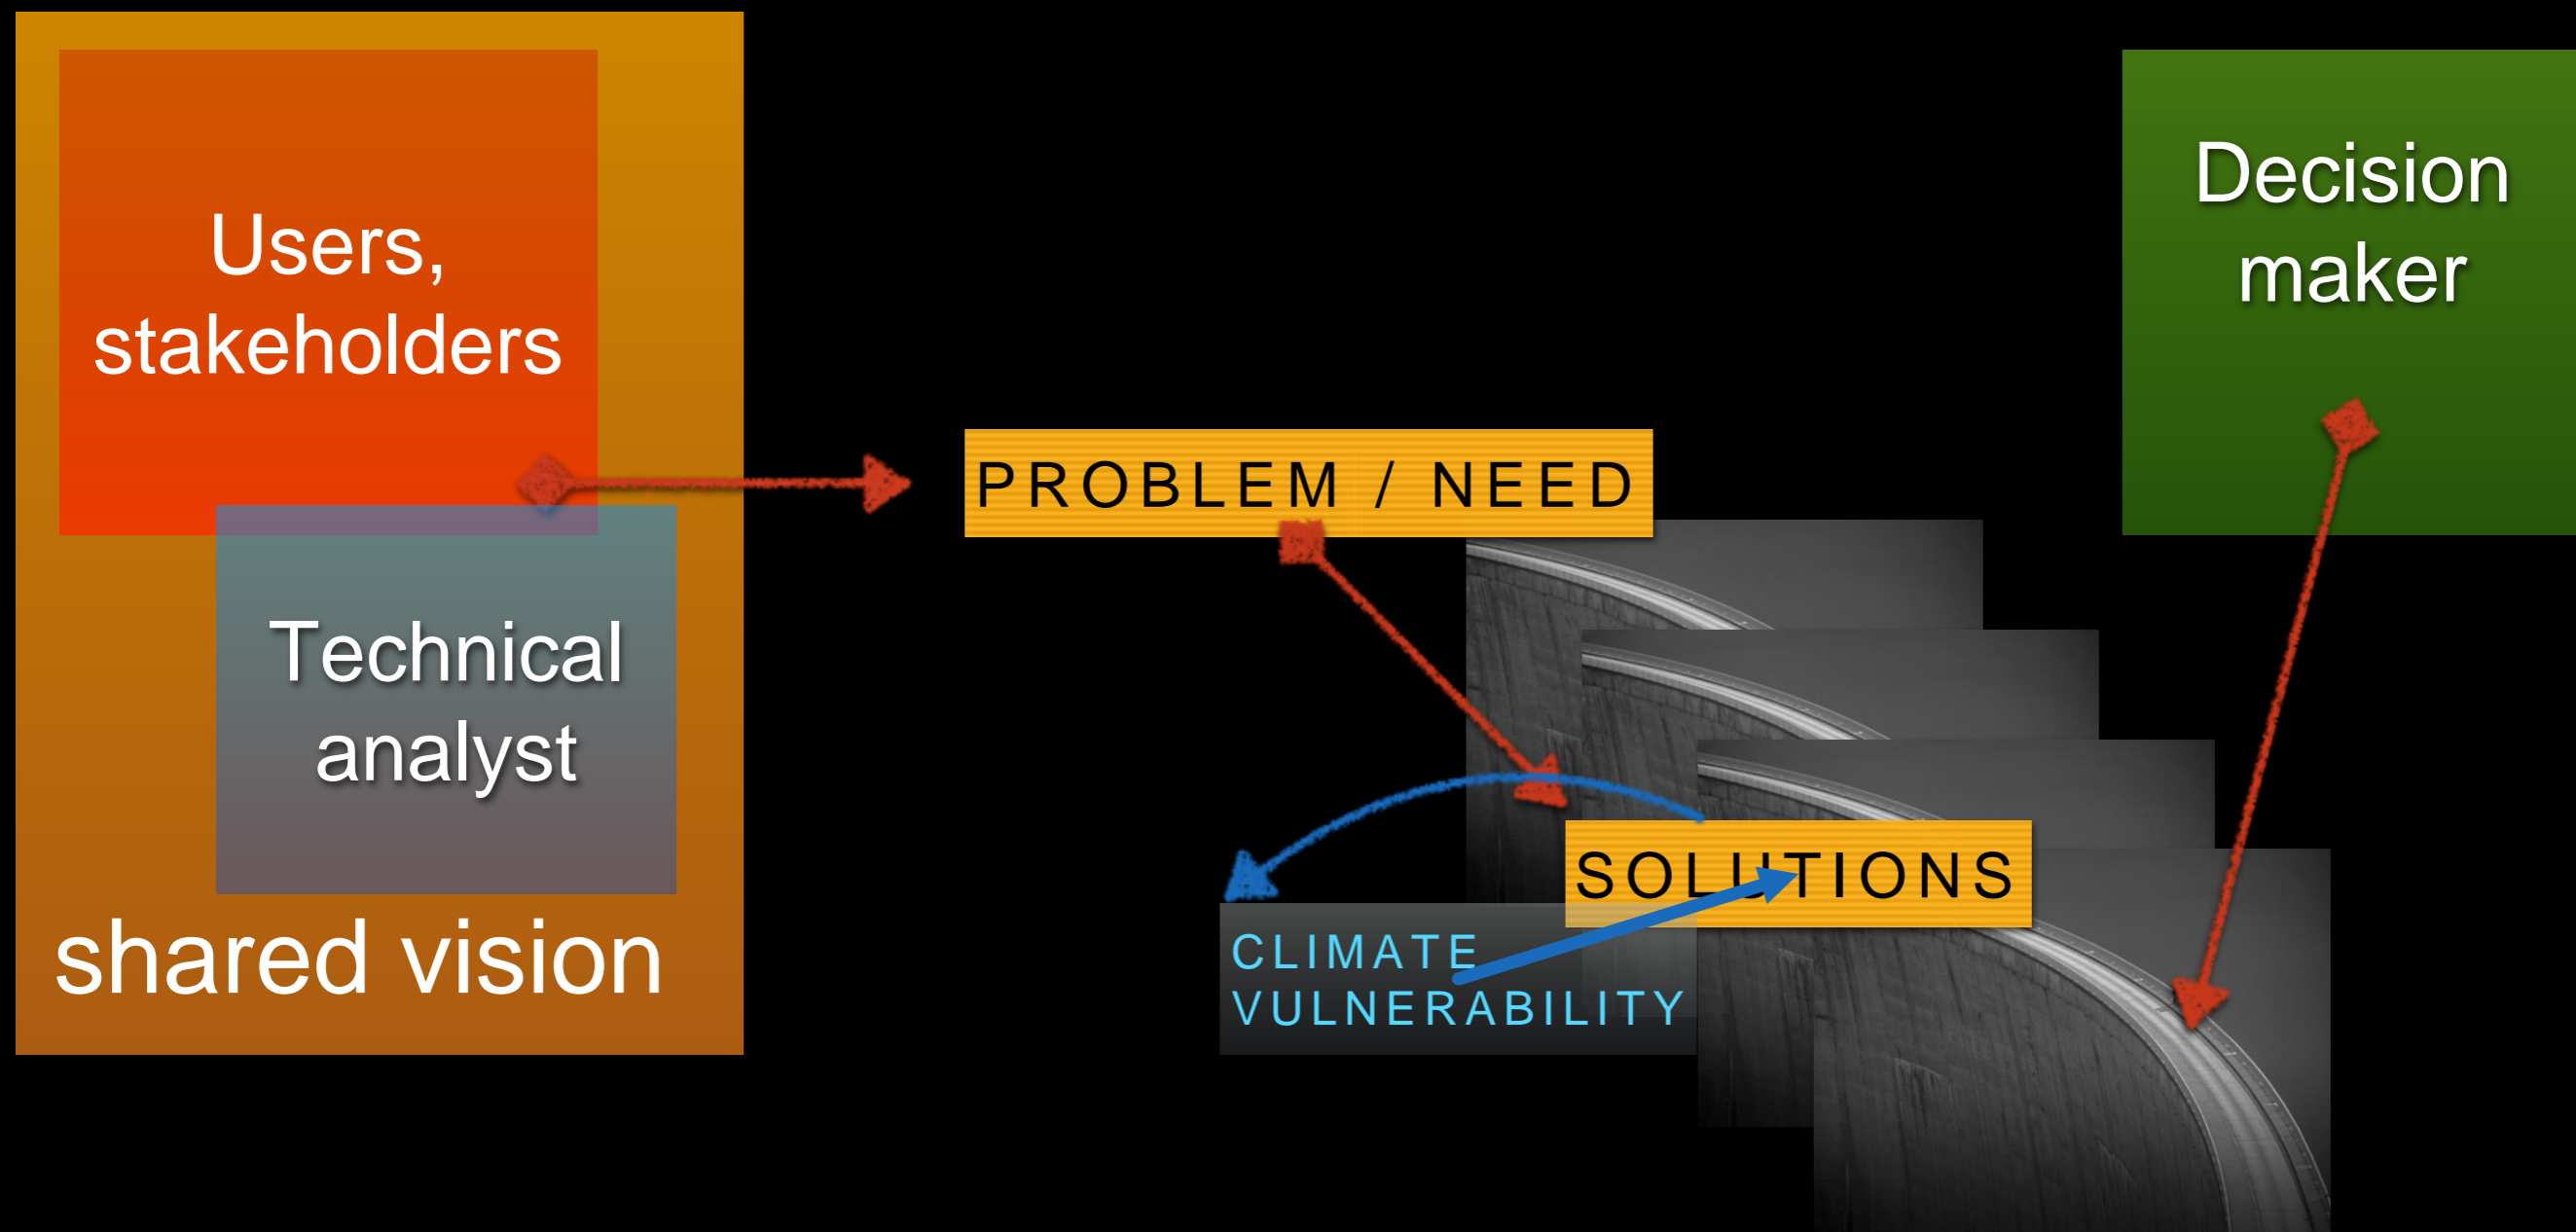 Users,
stakeholders
Technical
analyst
shared vision
PROBLEM / NEED
SOLUTIONS
CLIMATE
VULNERABILITY
Decision
maker